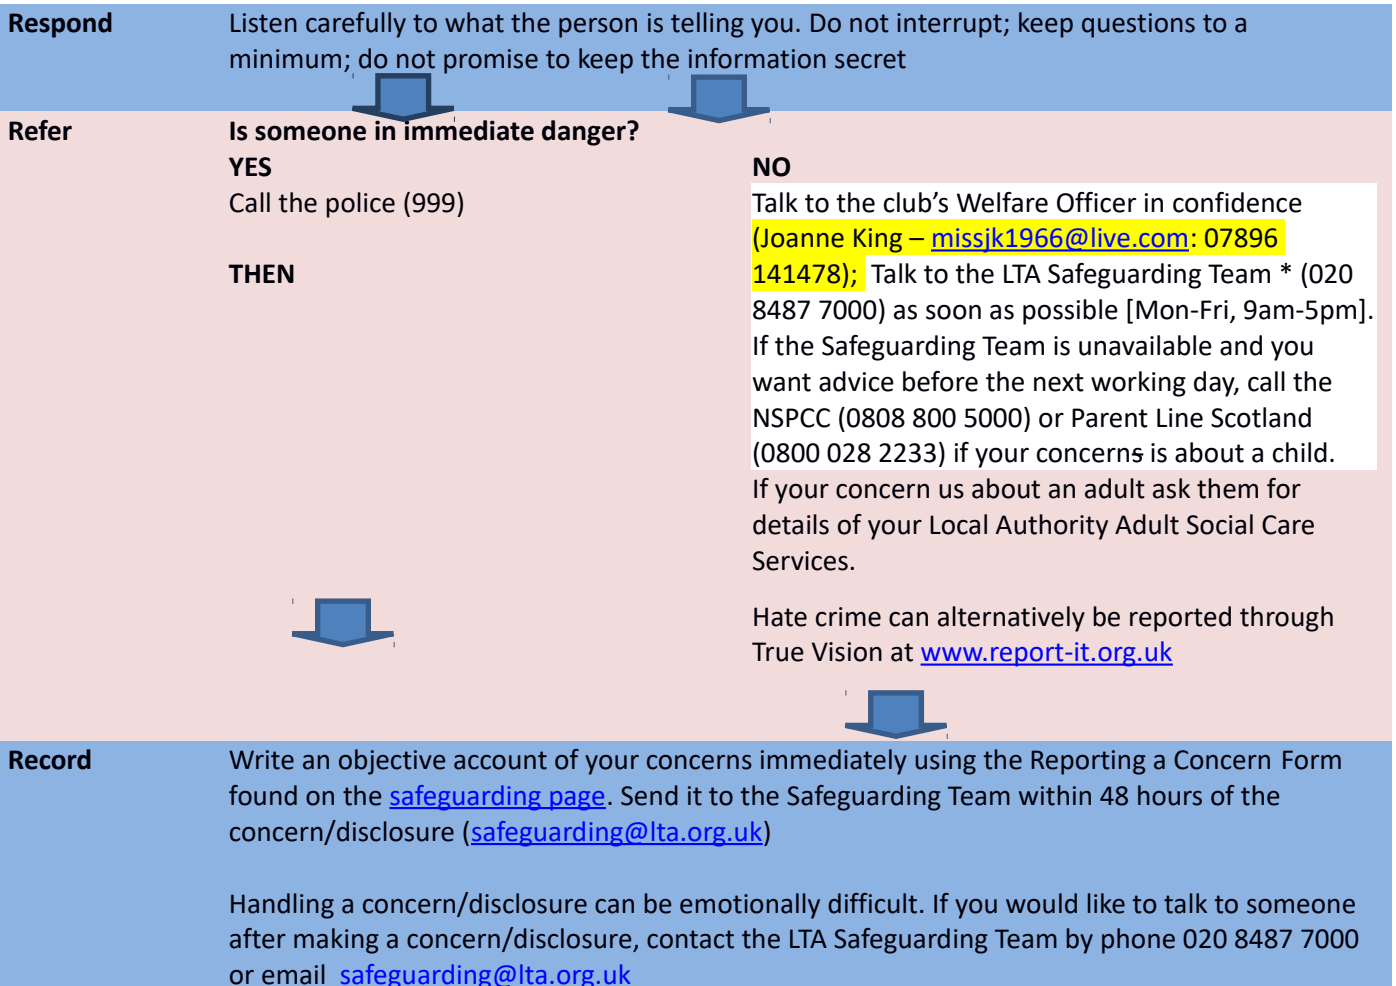 Respond
Listen carefully to what the person is telling you. Do not interrupt; keep questions to a
minimum; do not promise to keep the information secret
Refer
Is someone in immediate danger?
YES
Call the police (999)
THEN
NO
Talk to the club’s Welfare Officer in confidence
(Joanne King – missjk1966@live.com: 07896
141478); Talk to the LTA Safeguarding Team * (020
8487 7000) as soon as possible [Mon-Fri, 9am-5pm].
If the Safeguarding Team is unavailable and you
want advice before the next working day, call the
NSPCC (0808 800 5000) or Parent Line Scotland
(0800 028 2233) if your concerns is about a child.
If your concern us about an adult ask them for
details of your Local Authority Adult Social Care
Services.
Hate crime can alternatively be reported through
True Vision at www.report-it.org.uk
Record
Write an objective account of your concerns immediately using the Reporting a Concern Form
found on the safeguarding page. Send it to the Safeguarding Team within 48 hours of the
concern/disclosure (safeguarding@lta.org.uk)
Handling a concern/disclosure can be emotionally difficult. If you would like to talk to someone
after making a concern/disclosure, contact the LTA Safeguarding Team by phone 020 8487 7000
or email  safeguarding@lta.org.uk